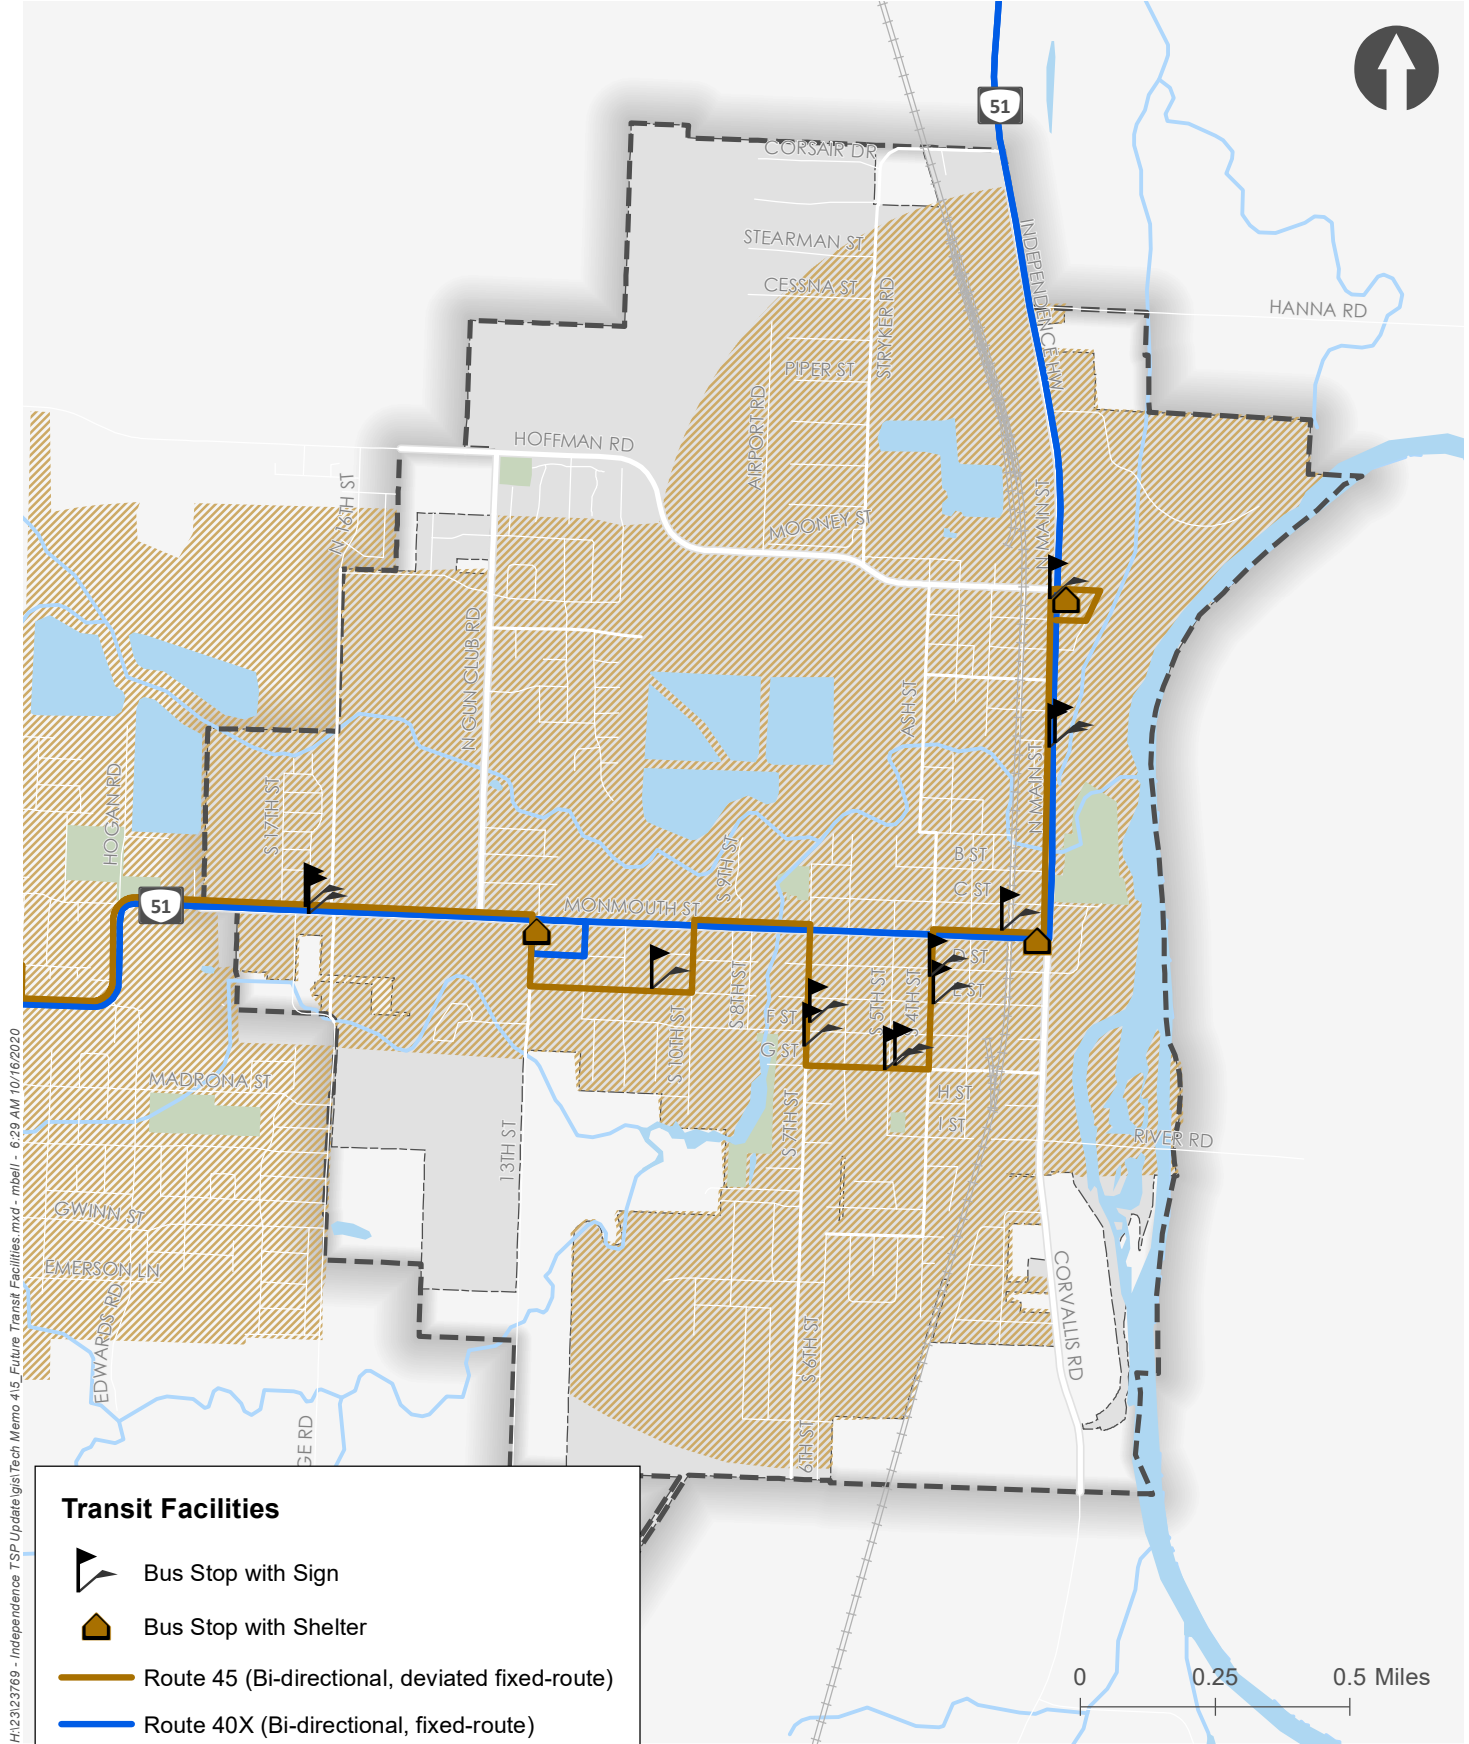 51
CORSAIR DR
STEARMAN ST
CESSNA ST
STRYKER RD
INDEPENDENCE HW
HANNA RD
PIPER ST
AIRPORT RD
HOFFMAN RD
N 16TH ST
MOONEY ST
N MAIN ST
N GUN CLUB RD
ASH ST
HOGAN RD
S 17TH ST
N MAIN ST
B ST
C ST
S 9TH ST
51
MONMOUTH ST
D ST
E ST
S 8TH ST
S 5TH ST
S 4TH ST
F ST
G ST
S 10TH ST
MADRONA ST
H ST
I ST
S 7TH ST
13TH ST
RIVER RD
GWINN ST
EMERSON LN
EDWARDS RD
CORVALLIS RD
S 6TH ST
6TH ST
GE RD
Transit Facilities
Bus Stop with Sign
Bus Stop with Shelter
Route 45 (Bi-directional, deviated fixed-route)
Route 40X (Bi-directional, fixed-route)
0 0.25 0.5 Miles
H:\23\23769 - Independence TSP Update\gis\Tech Memo 4\5_Future Transit Facilities.mxd - mbell - 6:29 AM 10/16/2020